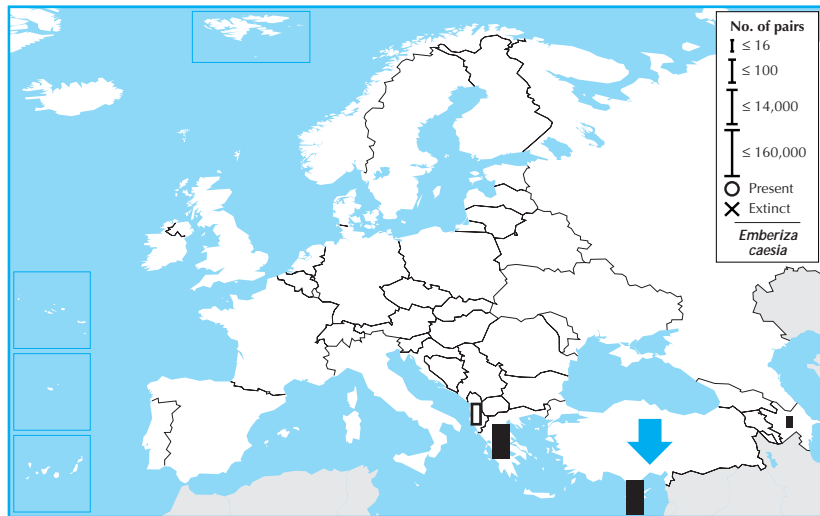 No. of pairs
≤ 16
≤ 100
≤ 14,000
≤ 160,000
Present
Extinct
Emberiza
caesia